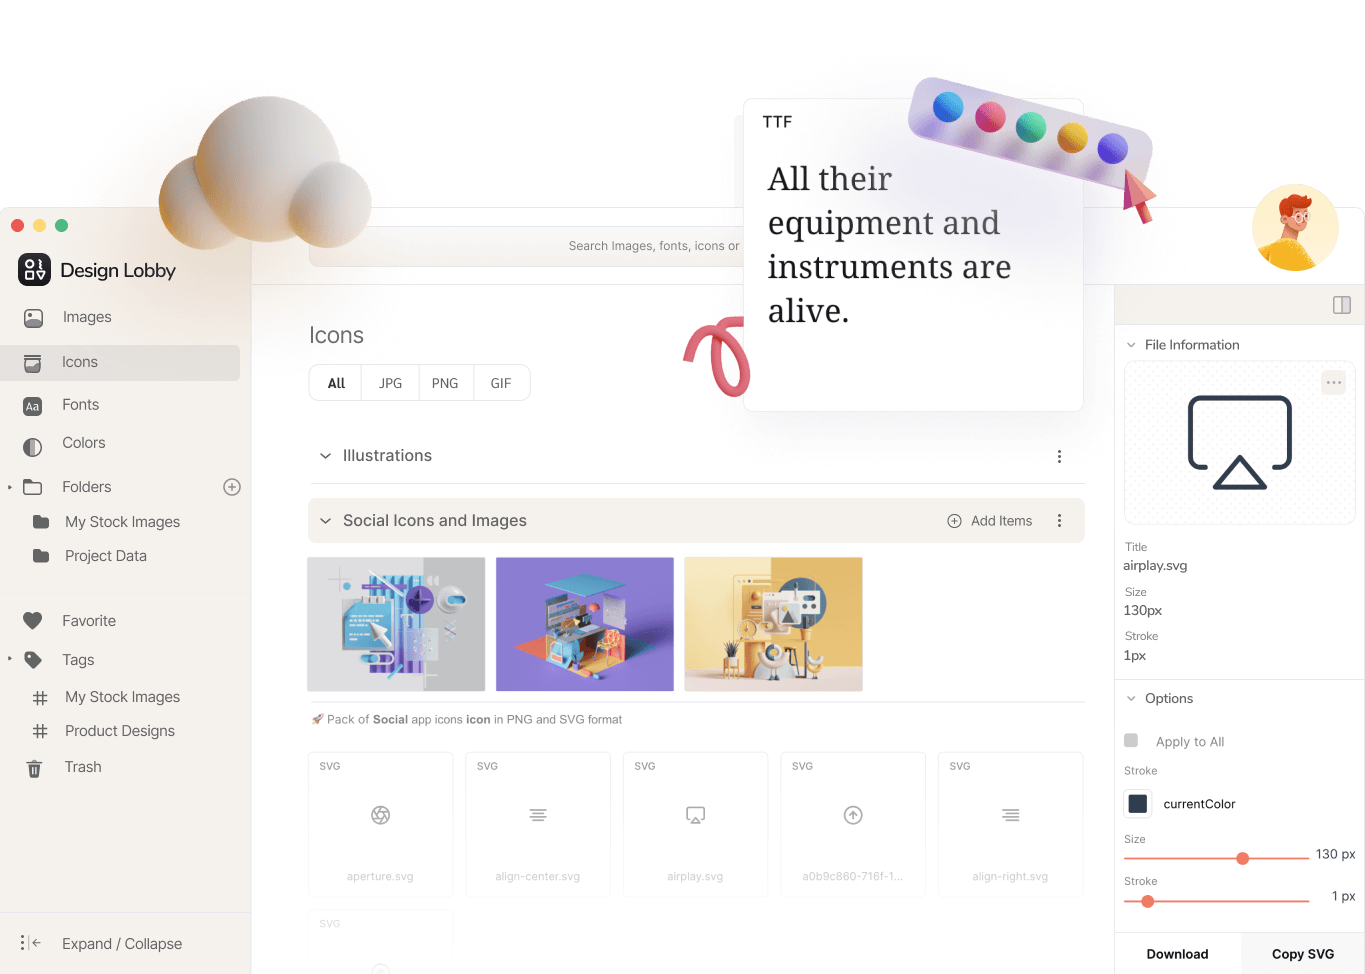 TTF
All their
equipment and
instruments are
alive.
Search Images, fonts, icons or
Design Lobby
Images
Icons
Aa
Fonts
Colors
Folders
My Stock Images
Project Data
Favorite
Tags
My Stock Images
Product Designs
Trash
Expand / Collapse
Icons
All JPG PNG GIF
Illustrations
Social Icons and Images Add Items
Pack of Social app icons icon in PNG and SVG format
SVG SVG SVG SVG SVG
aperture.svg align-center.svg airplay.svg a0b9c860-716f-1... align-right.svg
SVG
File Information
Title
airplay.svg
Size
130px
Stroke
1px
Options
Apply to All
Stroke
currentColor
Size
130 px
Stroke
1 px
Download Copy SVG